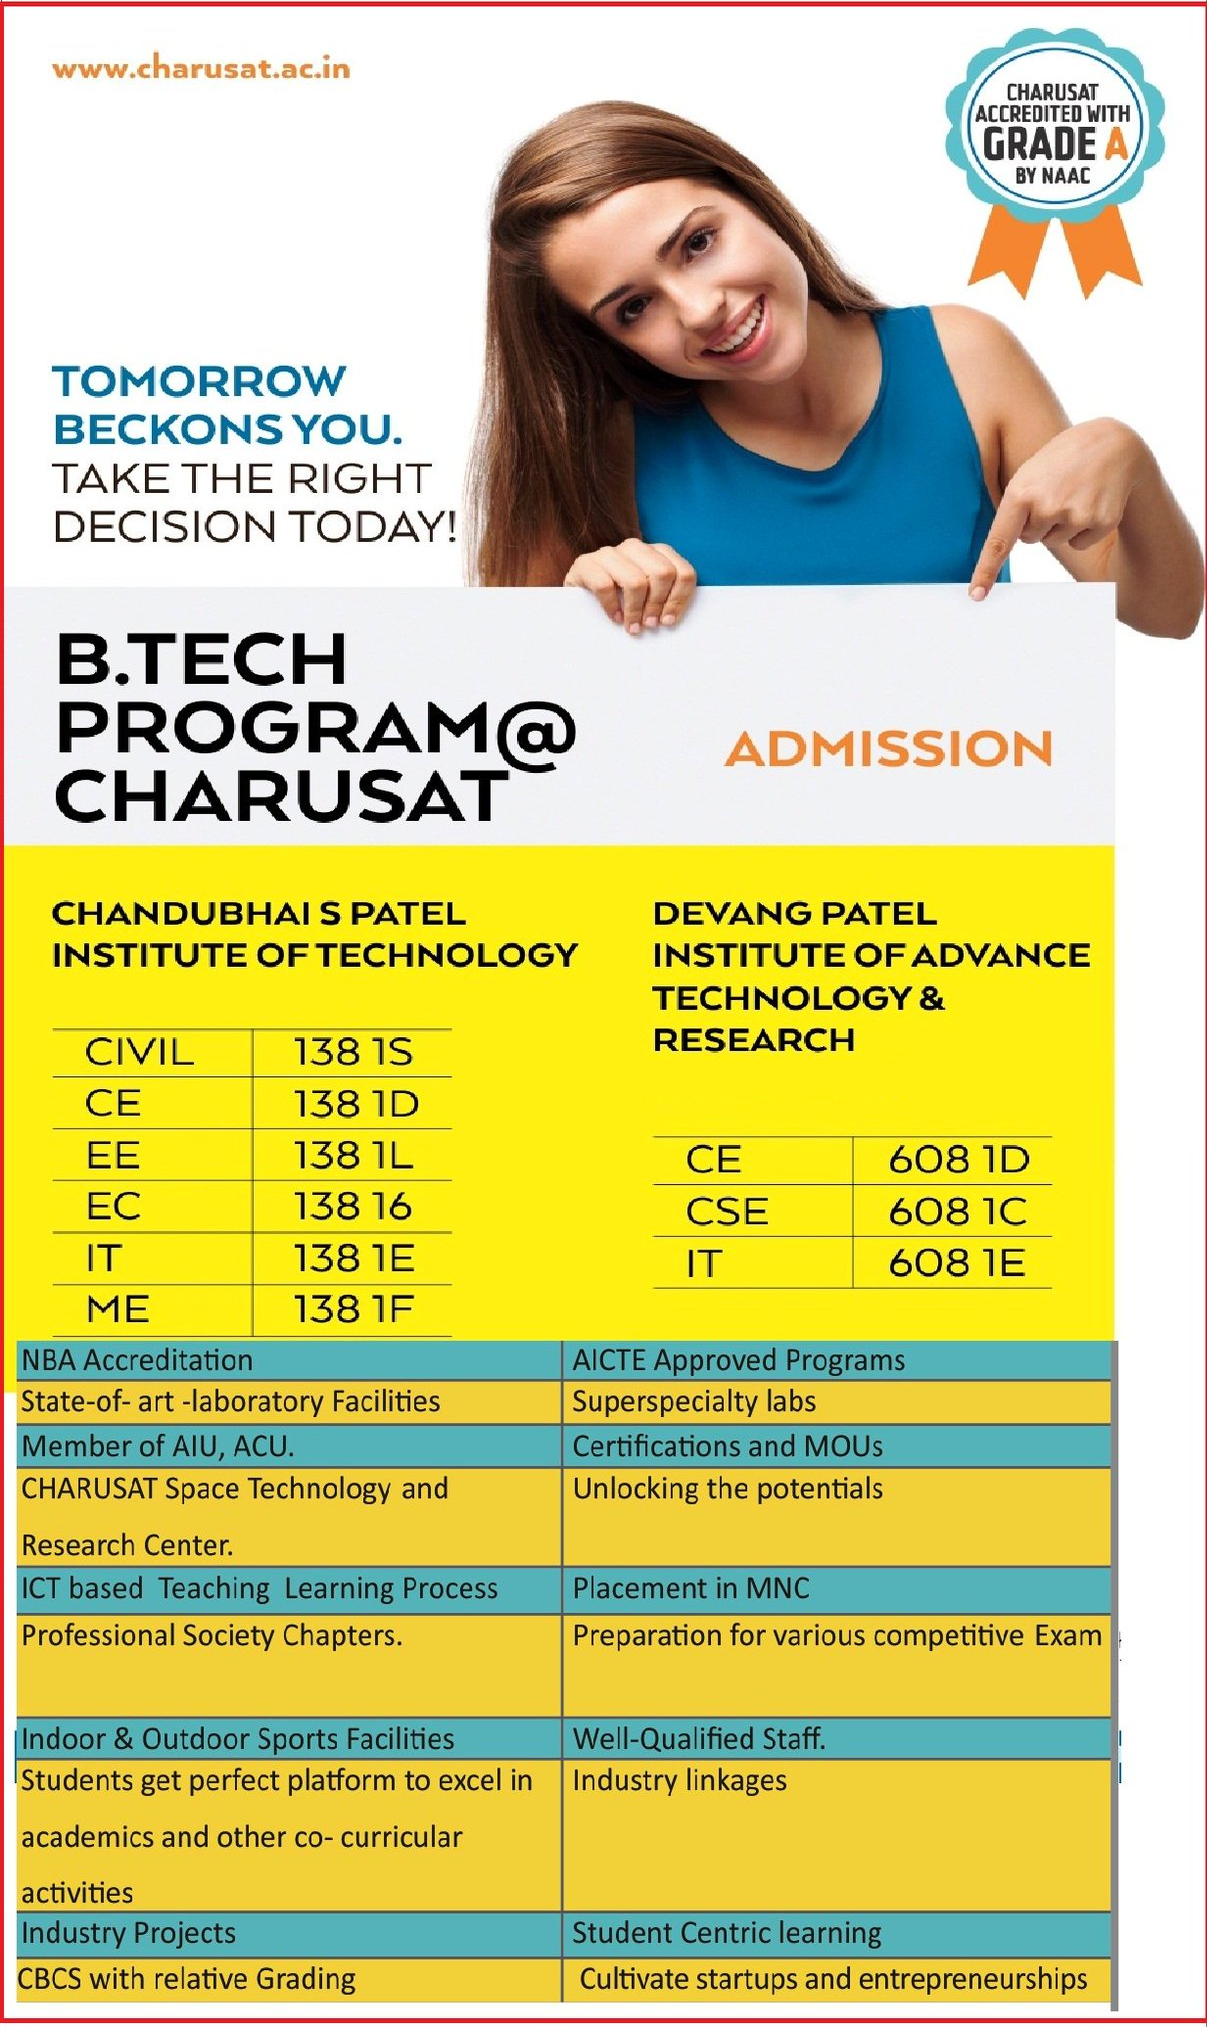 www.charusat.ac.in
CHARUSAT
ACCREDITED WITH
GRADE A
BY NAAC
TOMORROW
BECKONS YOU.
TAKE THE RIGHT
DECISION TODAY!
B.TECH
PROGRAM@
CHARUSAT
ADMISSION
CHANDUBHAI S PATEL
INSTITUTE OF TECHNOLOGY
CIVIL 138 1S
CE 138 1D
EE 138 1L
EC 138 16
IT 138 1E
ME 138 1F
DEVANG PATEL
INSTITUTE OF ADVANCE
TECHNOLOGY &
RESEARCH
CE 608 1D
CSE 608 1C
IT 608 1E
NBA Accreditation AICTE Approved Programs
State-of- art -laboratory Facilities Superspecialty labs
Member of AIU, ACU. Certifications and MOUs
CHARUSAT Space Technology and Unlocking the potentials
Research Center.
ICT based Teaching Learning Process Placement in MNC
Professional Society Chapters. Preparation for various competitive Exam
Indoor & Outdoor Sports Facilities Well-Qualified Staff.
Students get perfect platform to excel in Industry linkages
academics and other co- curricular
activities
Industry Projects Student Centric learning
CBCS with relative Grading Cultivate startups and entrepreneurships